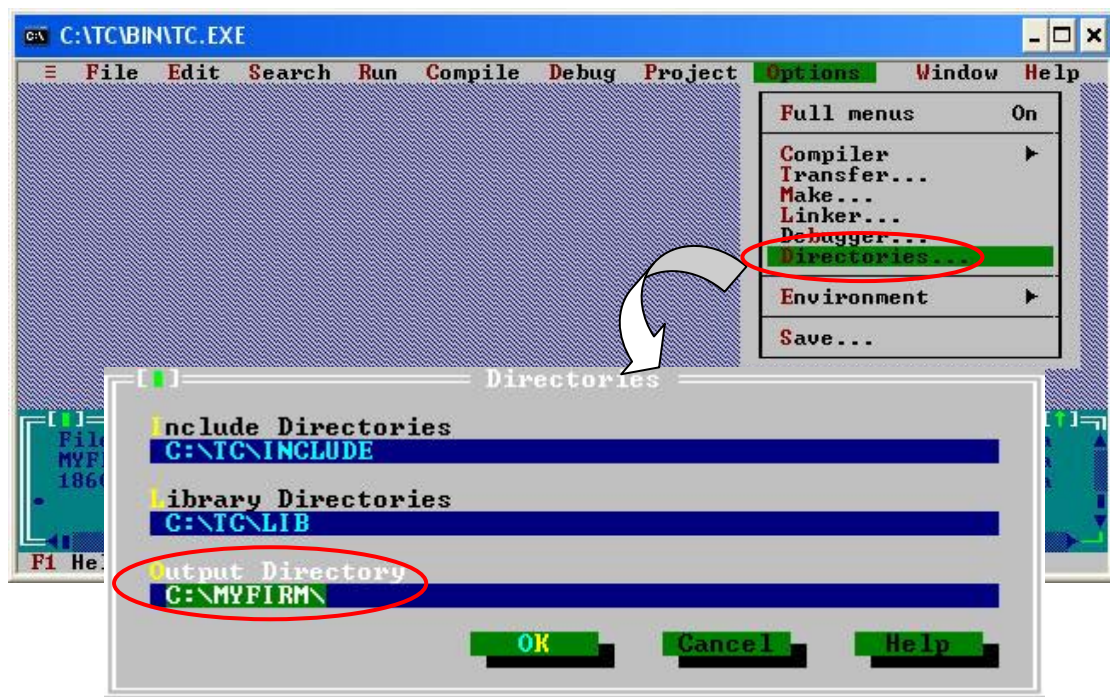 C:\TC\BIN\TC.EXE
≡ File Edit Search Run Compile Debug Project Options Window Help
Full menus On
Compiler
Transfer...
Make...
Linker...
Debugger...
Directories...
Environment
Save...
Directories
Include Directories
C:\TC\INCLUDE
Library Directories
C:\TC\LIB
Output Directory
C:\MYFIRM\
OK Cancel Help
F1